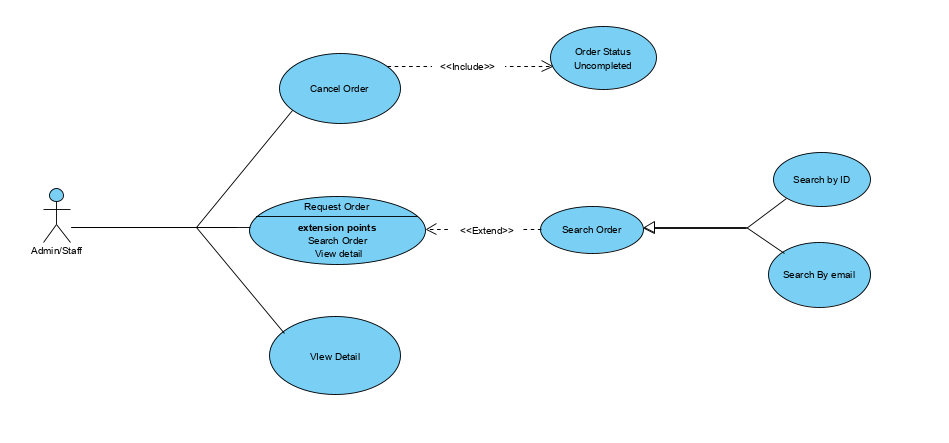 Order Status
Uncompleted
<<Include>>
Cancel Order
Search by ID
Request Order
extension points
Search Order
View detail
<<Extend>>
Search Order
Admin/Staff
Search By email
VIew Detail